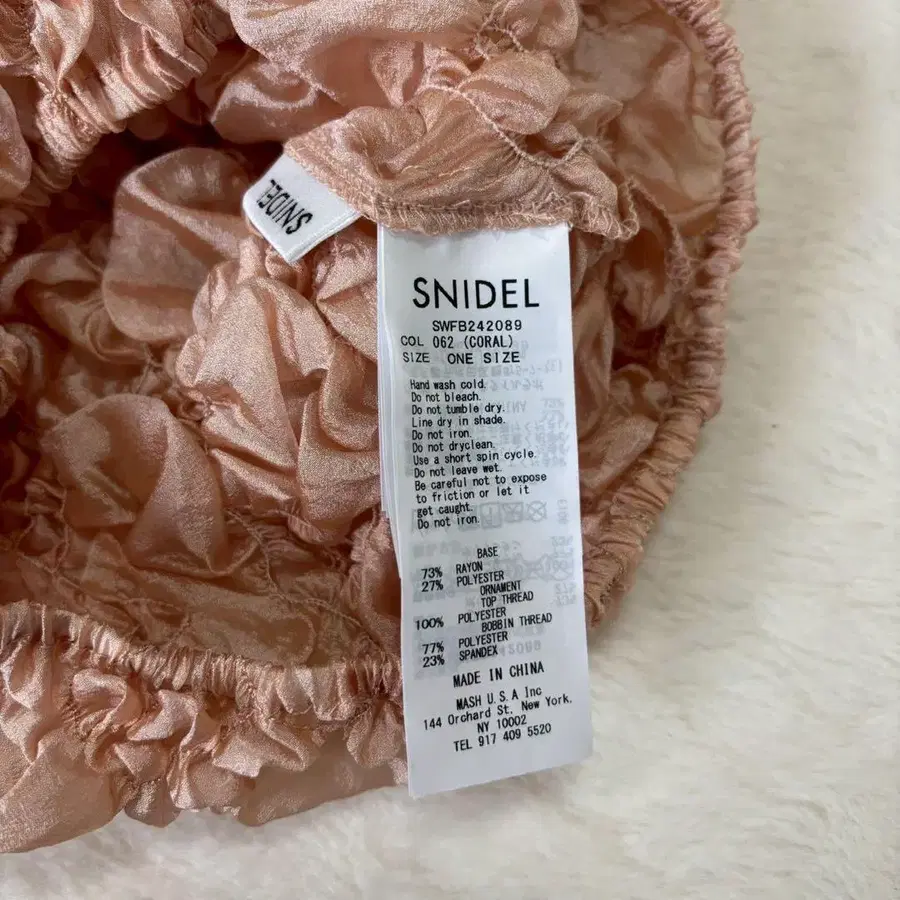 SNIDEL
SNIDEL
SWFB242089
COL 062 (CORAL)
SIZE ONE SIZE
Hand wash cold.
Do not bleach.
Do not tumble dry.
Line dry in shade.
Do not iron.
Do not dryclean.
Use a short spin cycle.
Do not leave wet.
Be careful not to expose
to friction or let it
get caught.
Do not iron.
BASE
73% RAYON
27% POLYESTER
ORNAMENT
TOP THREAD
100% POLYESTER
BOBBIN THREAD
77% POLYESTER
23% SPANDEX
MADE IN CHINA
MASH U.S.A Inc
144 Orchard St. New York,
NY 10002
TEL 917 409 5520